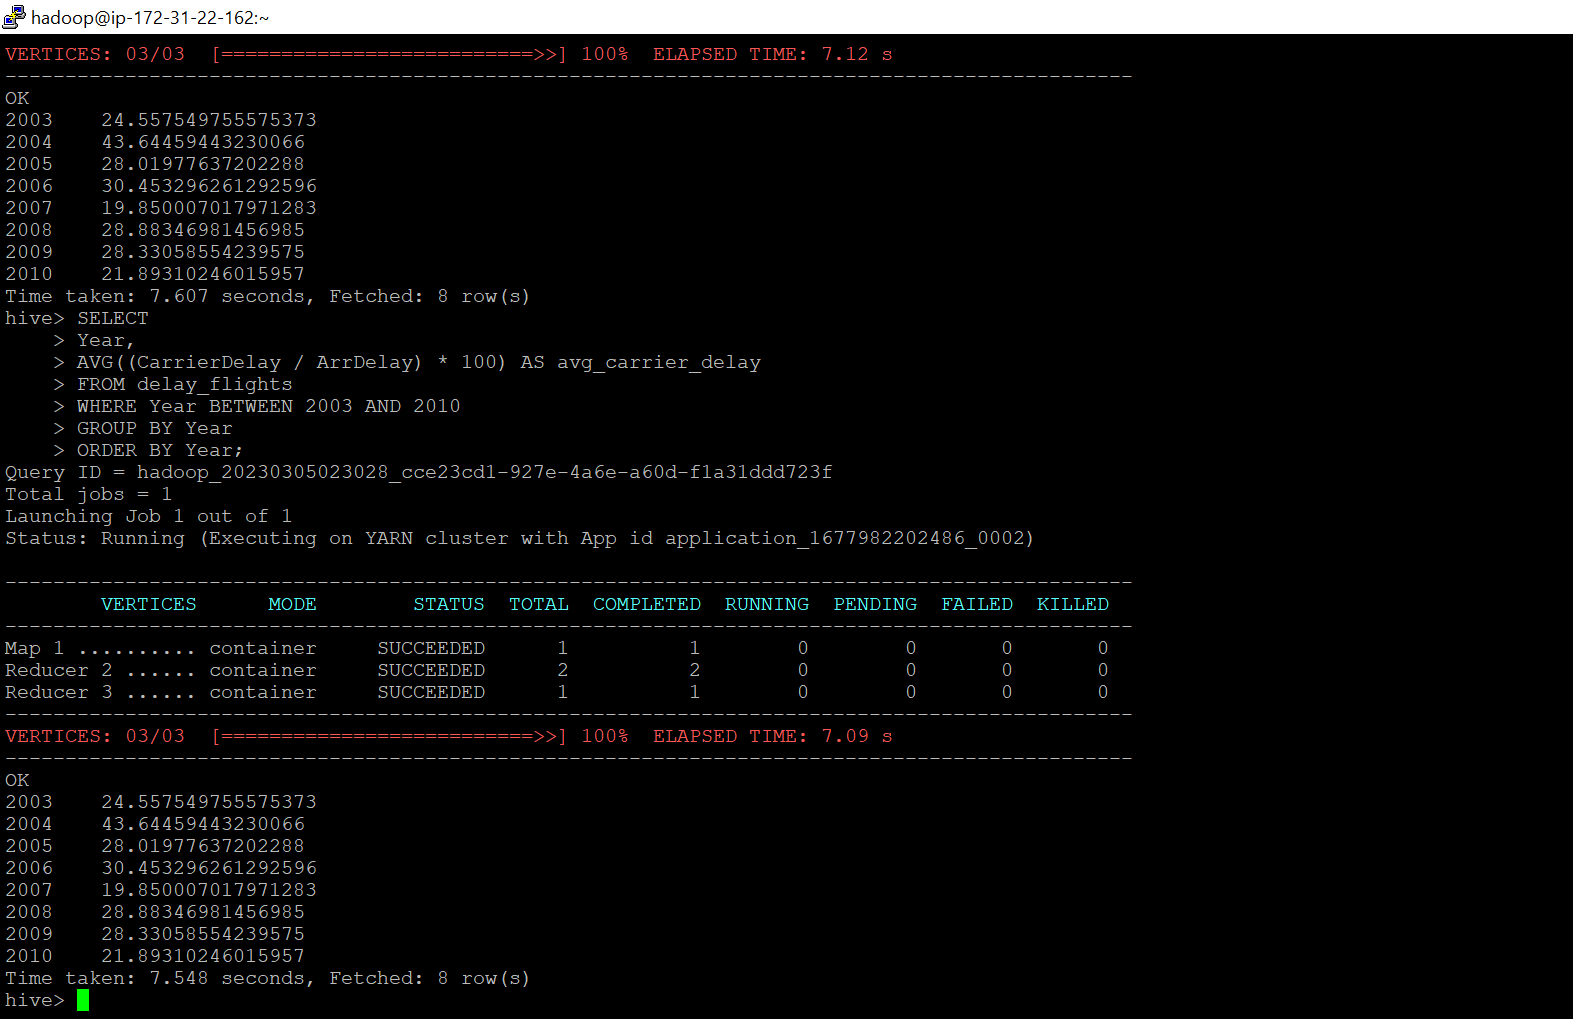 hadoop@ip-172-31-22-162:~
VERTICES: 03/03  [==========================>>] 100%  ELAPSED TIME: 7.12 s
----------------------------------------------------------------------------------------------
OK
2003    24.557549755575373
2004    43.64459443230066
2005    28.01977637202288
2006    30.453296261292596
2007    19.850007017971283
2008    28.88346981456985
2009    28.33058554239575
2010    21.89310246015957
Time taken: 7.607 seconds, Fetched: 8 row(s)
hive> SELECT
    > Year,
    > AVG((CarrierDelay / ArrDelay) * 100) AS avg_carrier_delay
    > FROM delay_flights
    > WHERE Year BETWEEN 2003 AND 2010
    > GROUP BY Year
    > ORDER BY Year;
Query ID = hadoop_20230305023028_cce23cd1-927e-4a6e-a60d-f1a31ddd723f
Total jobs = 1
Launching Job 1 out of 1
Status: Running (Executing on YARN cluster with App id application_1677982202486_0002)
----------------------------------------------------------------------------------------------
        VERTICES      MODE        STATUS  TOTAL  COMPLETED  RUNNING  PENDING  FAILED  KILLED
----------------------------------------------------------------------------------------------
Map 1 .......... container     SUCCEEDED      1          1        0        0       0       0
Reducer 2 ...... container     SUCCEEDED      2          2        0        0       0       0
Reducer 3 ...... container     SUCCEEDED      1          1        0        0       0       0
----------------------------------------------------------------------------------------------
VERTICES: 03/03  [==========================>>] 100%  ELAPSED TIME: 7.09 s
----------------------------------------------------------------------------------------------
OK
2003    24.557549755575373
2004    43.64459443230066
2005    28.01977637202288
2006    30.453296261292596
2007    19.850007017971283
2008    28.88346981456985
2009    28.33058554239575
2010    21.89310246015957
Time taken: 7.548 seconds, Fetched: 8 row(s)
hive>